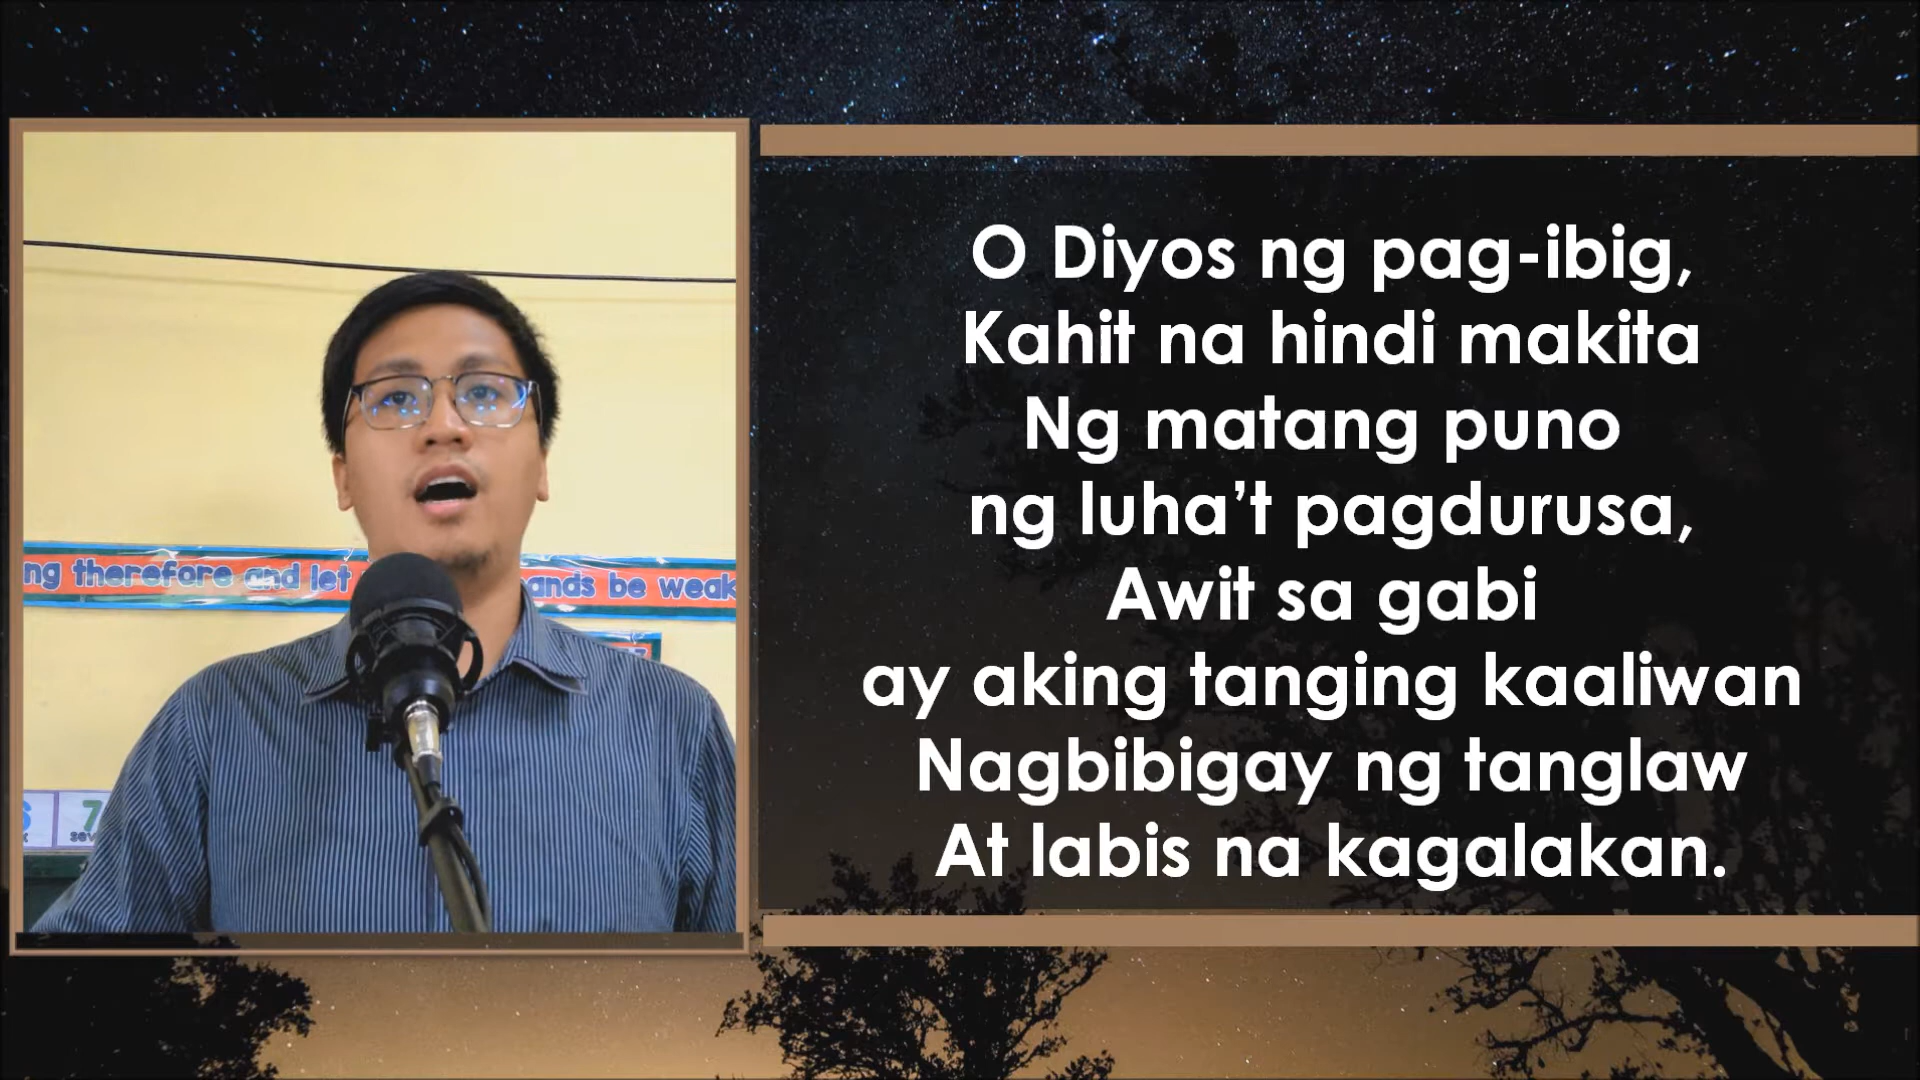 O Diyos ng pag-ibig,
Kahit na hindi makita
Ng matang puno
ng luha’t pagdurusa,
Awit sa gabi
ay aking tanging kaaliwan
Nagbibigay ng tanglaw
At labis na kagalakan.
ng therefore and let
ands be weak
7